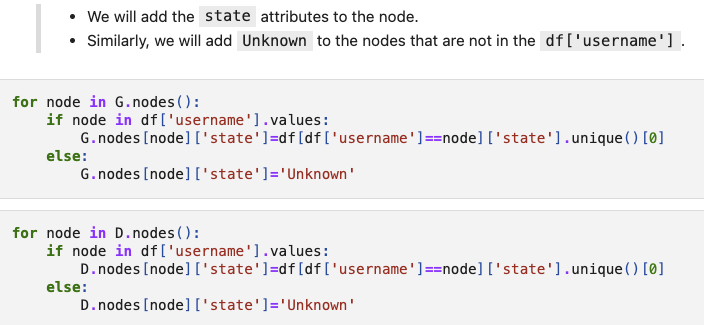 • We will add the state attributes to the node.
• Similarly, we will add Unknown to the nodes that are not in the df['username'].
for node in G.nodes():
    if node in df['username'].values:
        G.nodes[node]['state']=df[df['username']==node]['state'].unique()[0]
    else:
        G.nodes[node]['state']='Unknown'
for node in D.nodes():
    if node in df['username'].values:
        D.nodes[node]['state']=df[df['username']==node]['state'].unique()[0]
    else:
        D.nodes[node]['state']='Unknown'